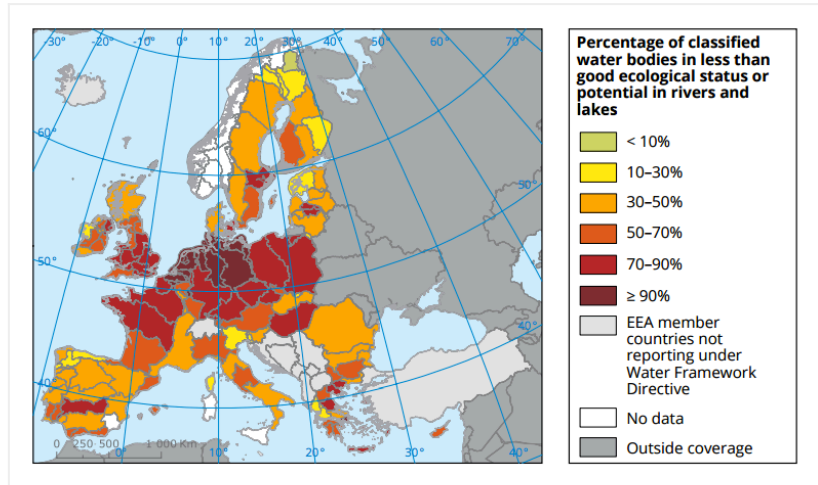 -30° -20° -10° 0° 10° 20° 30° 40° 50° 60° 70°
60°
50°
50°
40°
40°
0 250 500 1 000 Km
0° 10° 20° 30° 40°
Percentage of classified
water bodies in less than
good ecological status or
potential in rivers and
lakes
< 10%
10–30%
30–50%
50–70%
70–90%
≥ 90%
EEA member
countries not
reporting under
Water Framework
Directive
No data
Outside coverage